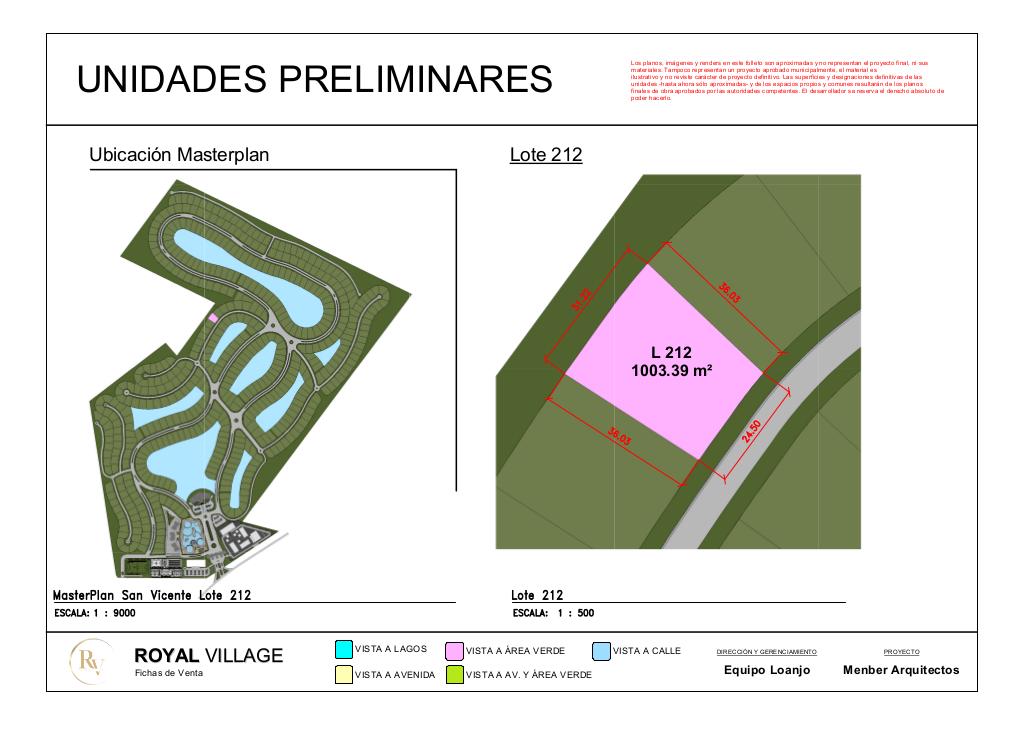 UNIDADES PRELIMINARES
Los planos, imágenes y renders en este folleto son aproximadas y no representan el proyecto final, ni sus
materiales. Tampoco representan un proyecto aprobado municipalmente, el material es
ilustrativo y no reviste carácter de proyecto definitivo. Las superficies y designaciones definitivas de las
unidades -hasta ahora sólo aproximadas- y de los espacios propios y comunes resultarán de los planos
finales de obra aprobados por las autoridades competentes. El desarrollador se reserva el derecho absoluto de
poder hacerlo.
Ubicación Masterplan
Lote 212
36.03
L 212
1003.39 m²
36.03
24.50
MasterPlan San Vicente Lote 212
ESCALA: 1 : 9000
Lote 212
ESCALA: 1 : 500
RV
ROYAL VILLAGE
Fichas de Venta
VISTA A LAGOS
VISTA A ÁREA VERDE
VISTA A CALLE
VISTA A AVENIDA
VISTA A AV. Y ÁREA VERDE
DIRECCIÓN Y GERENCIAMIENTO
Equipo Loanjo
PROYECTO
Menber Arquitectos